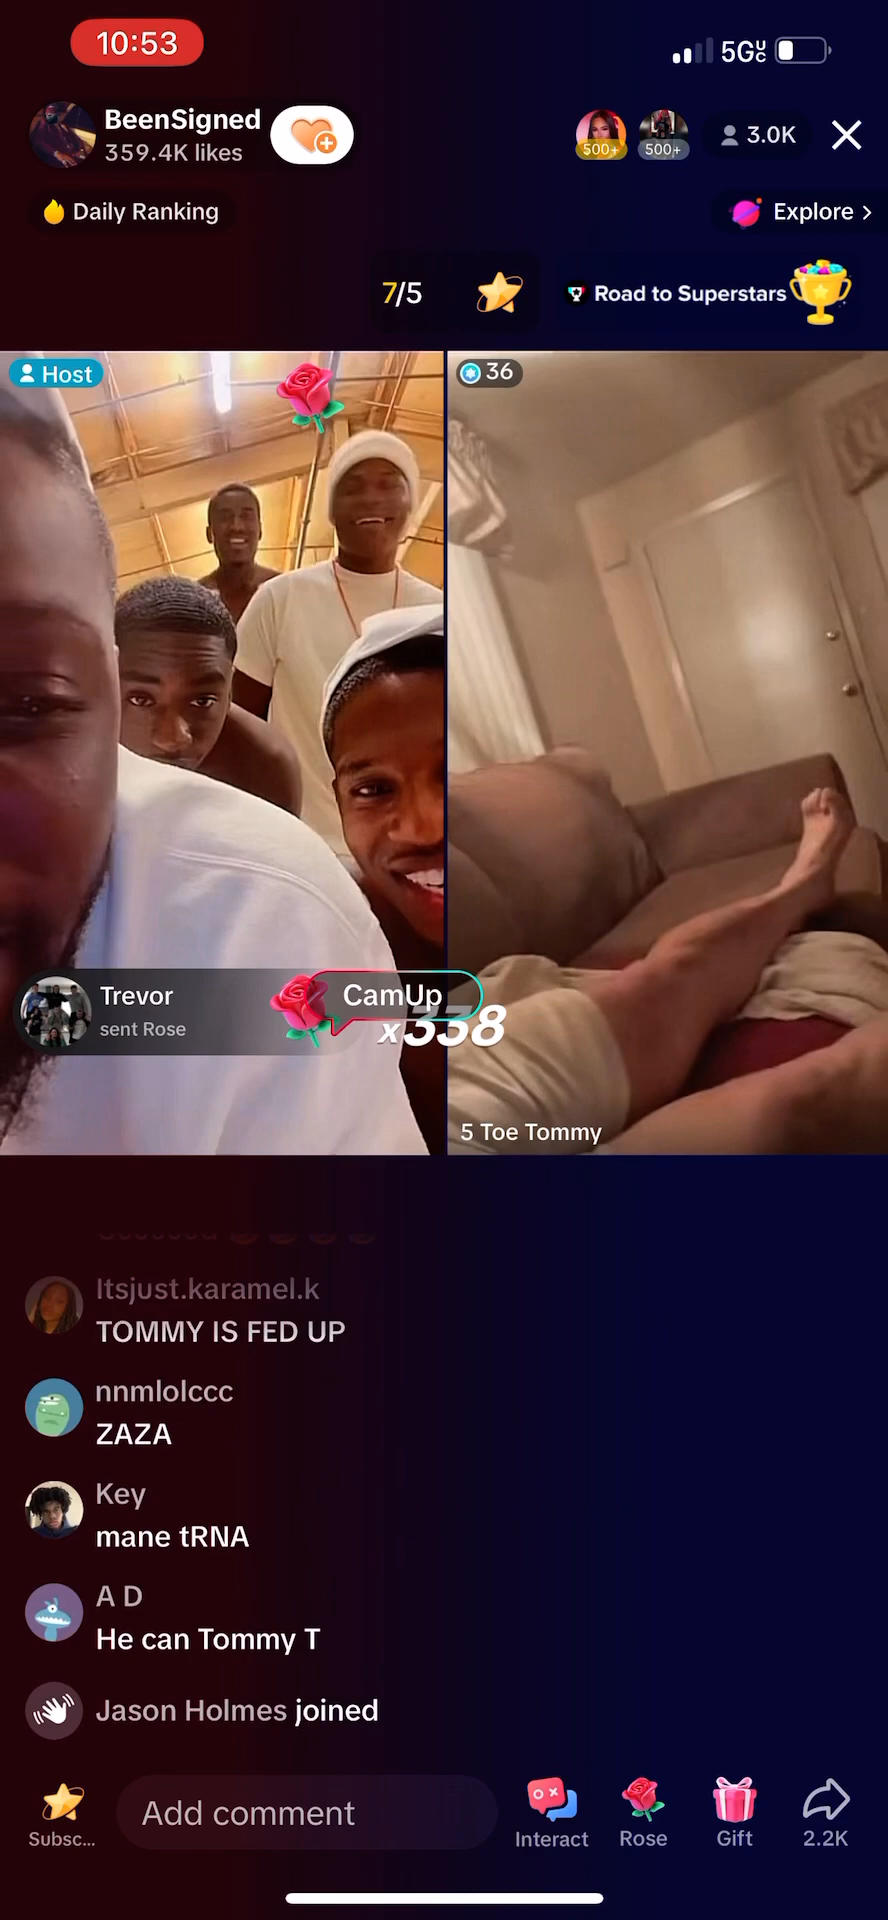 10:53
5G UC
BeenSigned
359.4K likes
500+
500+
3.0K
Daily Ranking
Explore >
7/5
Road to Superstars
Host
36
Trevor
sent Rose
CamUp
x338
5 Toe Tommy
Itsjust.karamel.k
TOMMY IS FED UP
nnmlolccc
ZAZA
Key
mane tRNA
A D
He can Tommy T
Jason Holmes joined
Subsc...
Add comment
Interact
Rose
Gift
2.2K